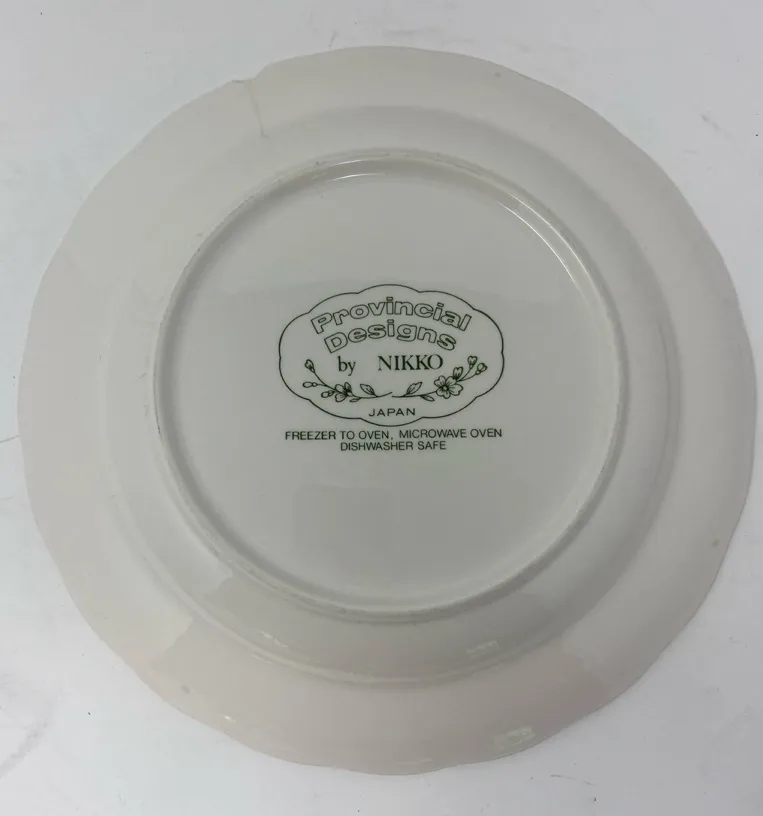 Provincial
Designs
by NIKKO
JAPAN
FREEZER TO OVEN, MICROWAVE OVEN
DISHWASHER SAFE